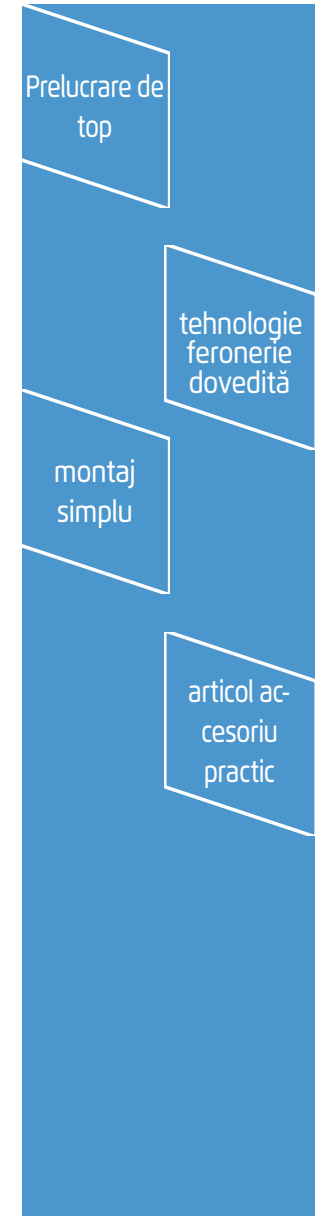 Prelucrare de
top
tehnologie
feronerie
dovedită
montaj
simplu
articol ac-
cesoriu
practic